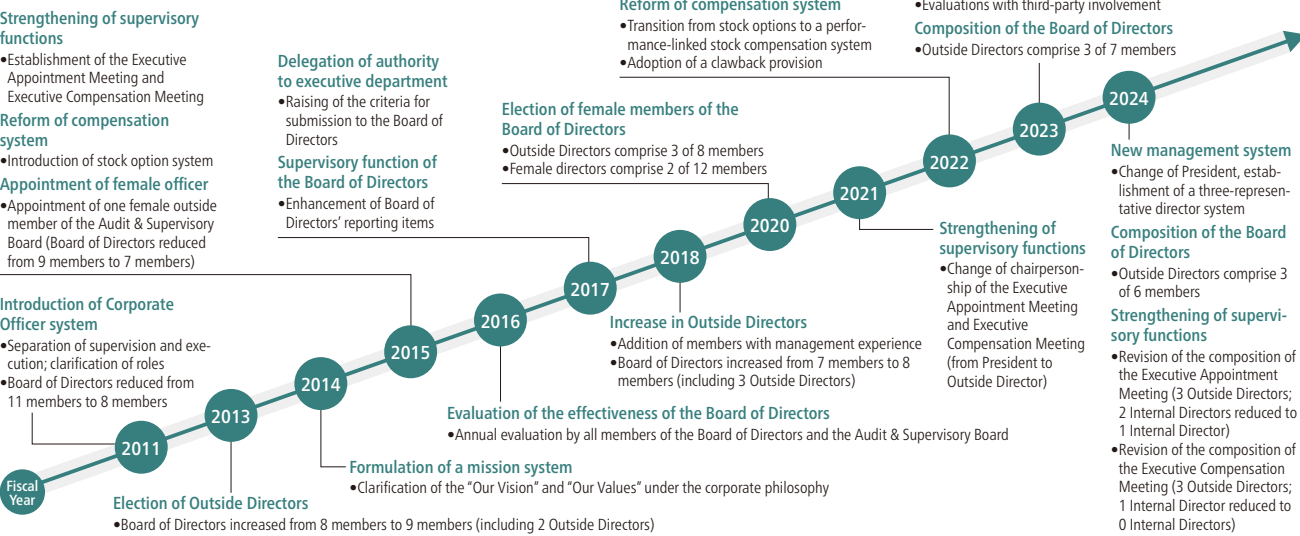 Strengthening of supervisory
functions
•Establishment of the Executive
Appointment Meeting and
Executive Compensation Meeting
Reform of compensation
system
•Introduction of stock option system
Appointment of female officer
•Appointment of one female outside
member of the Audit & Supervisory
Board (Board of Directors reduced
from 9 members to 7 members)
Introduction of Corporate
Officer system
•Separation of supervision and exe-
cution; clarification of roles
•Board of Directors reduced from
11 members to 8 members
Delegation of authority
to executive department
•Raising of the criteria for
submission to the Board of
Directors
Supervisory function of
the Board of Directors
•Enhancement of Board of
Directors' reporting items
Election of female members of the
Board of Directors
•Outside Directors comprise 3 of 8 members
•Female directors comprise 2 of 12 members
Reform of compensation system
•Transition from stock options to a perfor-
mance-linked stock compensation system
•Adoption of a clawback provision
•Evaluations with third-party involvement
Composition of the Board of Directors
•Outside Directors comprise 3 of 7 members
Fiscal
Year
2011
2013
2014
2015
2016
2017
2018
2020
2021
2022
2023
2024
Election of Outside Directors
•Board of Directors increased from 8 members to 9 members (including 2 Outside Directors)
Formulation of a mission system
•Clarification of the "Our Vision" and "Our Values" under the corporate philosophy
Evaluation of the effectiveness of the Board of Directors
•Annual evaluation by all members of the Board of Directors and the Audit & Supervisory Board
Increase in Outside Directors
•Addition of members with management experience
•Board of Directors increased from 7 members to 8
members (including 3 Outside Directors)
Strengthening of
supervisory functions
•Change of chairperson-
ship of the Executive
Appointment Meeting
and Executive
Compensation Meeting
(from President to
Outside Director)
New management system
•Change of President, estab-
lishment of a three-represen-
tative director system
Composition of the Board
of Directors
•Outside Directors comprise 3
of 6 members
Strengthening of supervi-
sory functions
•Revision of the composition of
the Executive Appointment
Meeting (3 Outside Directors;
2 Internal Directors reduced to
1 Internal Director)
•Revision of the composition of
the Executive Compensation
Meeting (3 Outside Directors;
1 Internal Director reduced to
0 Internal Directors)